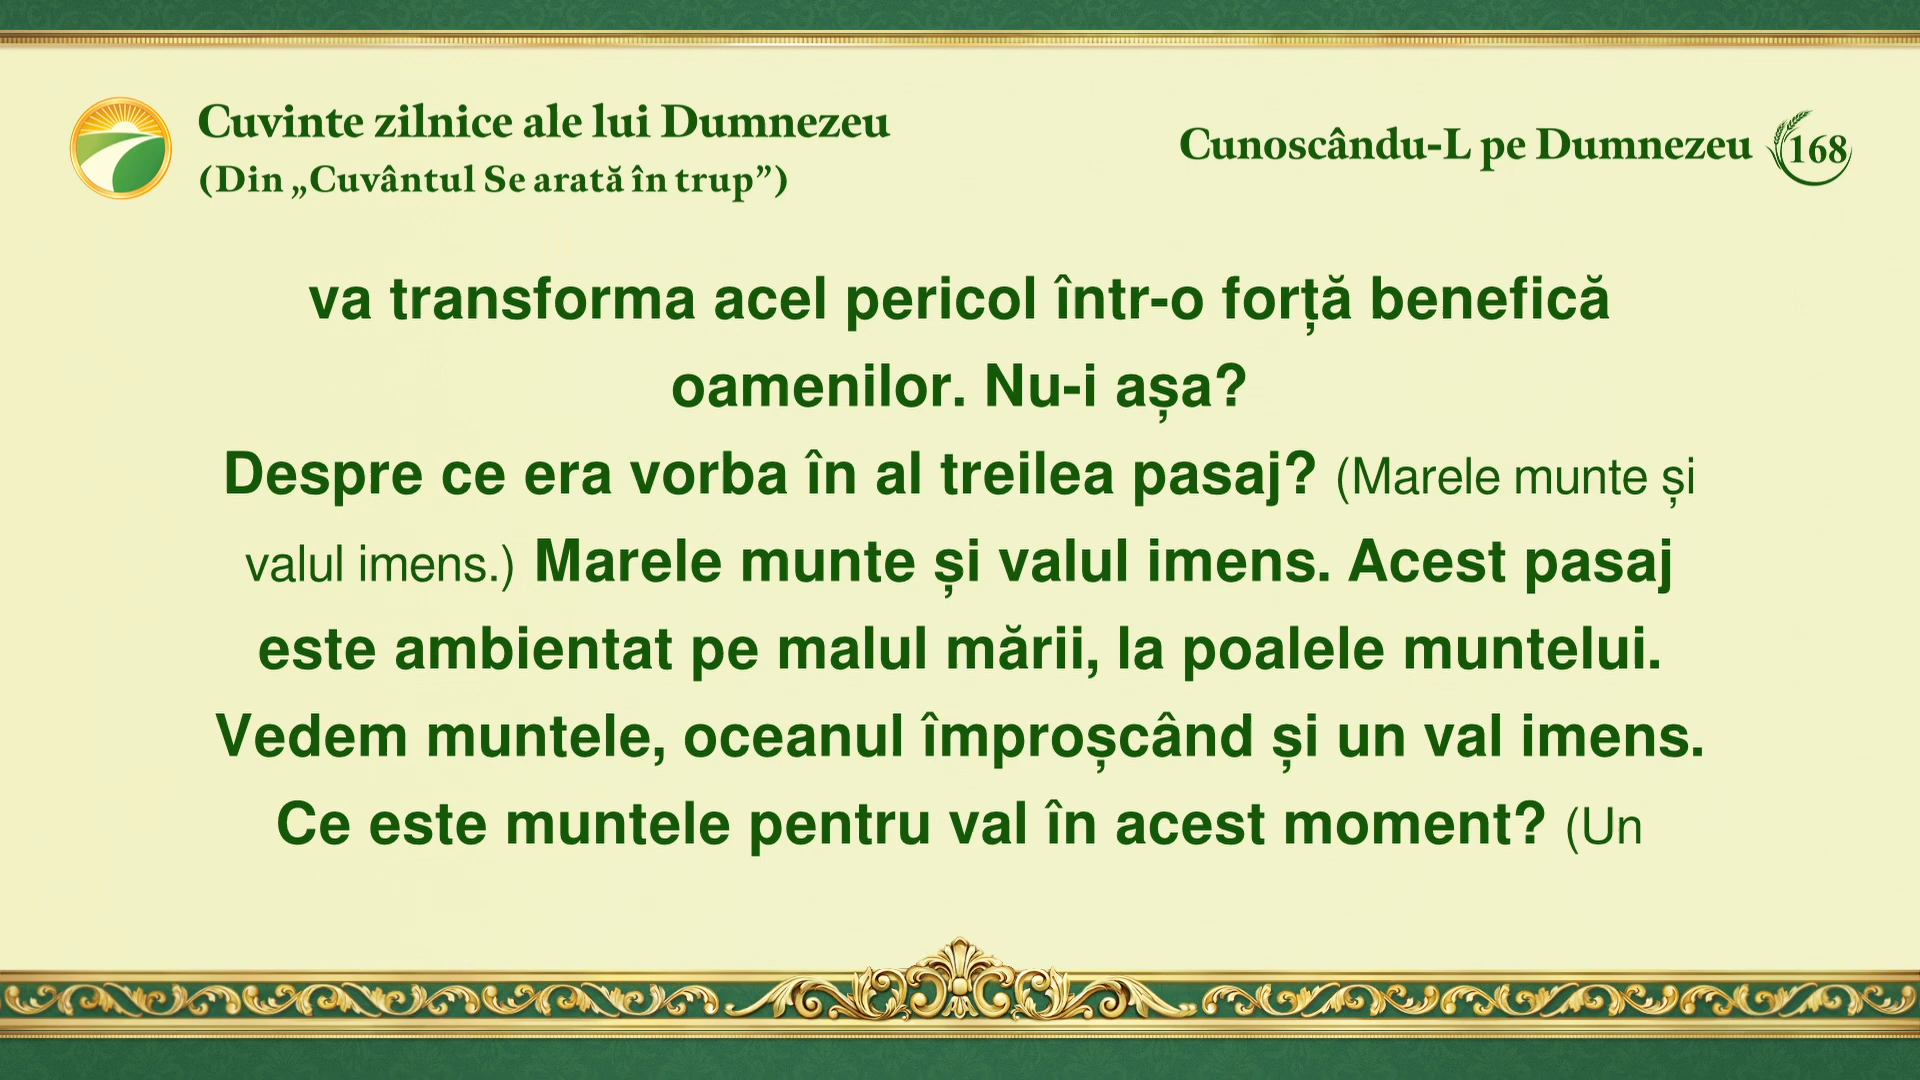 Cuvinte zilnice ale lui Dumnezeu
(Din „Cuvântul Se arată în trup”)
Cunoscându-L pe Dumnezeu 168
va transforma acel pericol într-o forță benefică
oamenilor. Nu-i așa?
Despre ce era vorba în al treilea pasaj? (Marele munte și
valul imens.) Marele munte și valul imens. Acest pasaj
este ambientat pe malul mării, la poalele muntelui.
Vedem muntele, oceanul împroșcând și un val imens.
Ce este muntele pentru val în acest moment? (Un